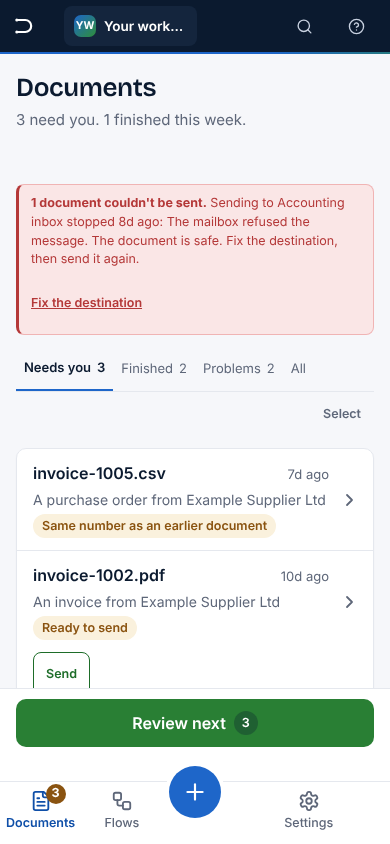 YW Your work...
Documents
3 need you. 1 finished this week.
1 document couldn't be sent. Sending to Accounting
inbox stopped 8d ago: The mailbox refused the
message. The document is safe. Fix the destination,
then send it again.
Fix the destination
Needs you 3 Finished 2 Problems 2 All
Select
invoice-1005.csv 7d ago
A purchase order from Example Supplier Ltd
Same number as an earlier document
invoice-1002.pdf 10d ago
An invoice from Example Supplier Ltd
Ready to send
Send
Review next 3
3
Documents Flows Settings